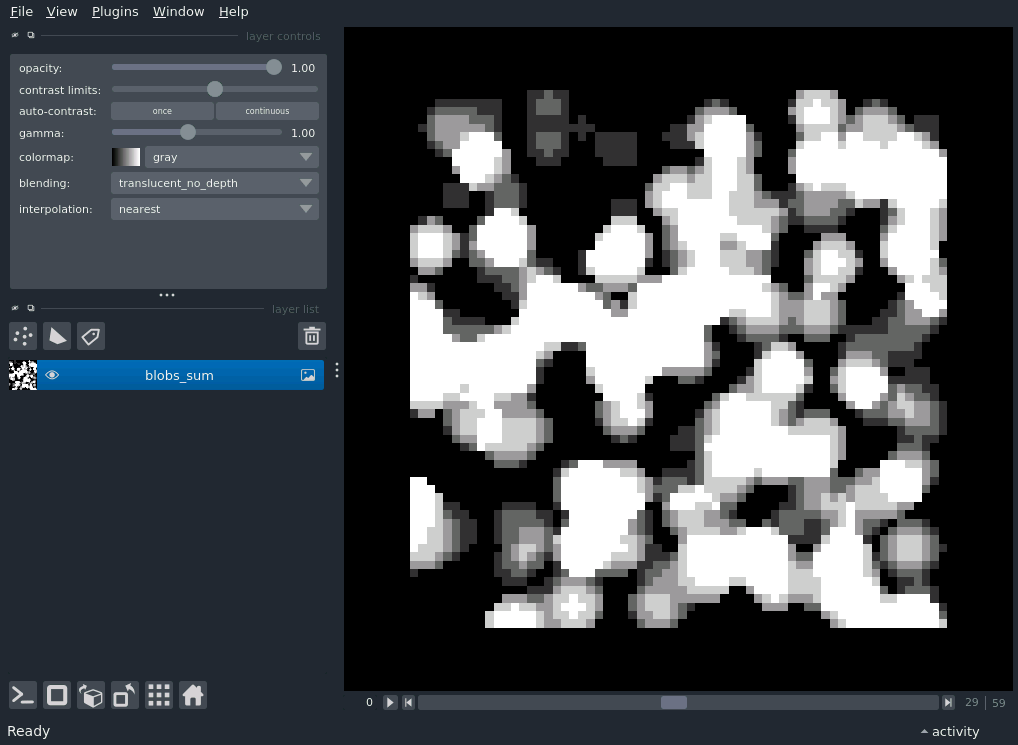 File View Plugins Window Help
layer controls
opacity: 1.00
contrast limits:
auto-contrast: once continuous
gamma: 1.00
colormap: gray
blending: translucent_no_depth
interpolation: nearest
layer list
blobs_sum
0 29 | 59
Ready activity